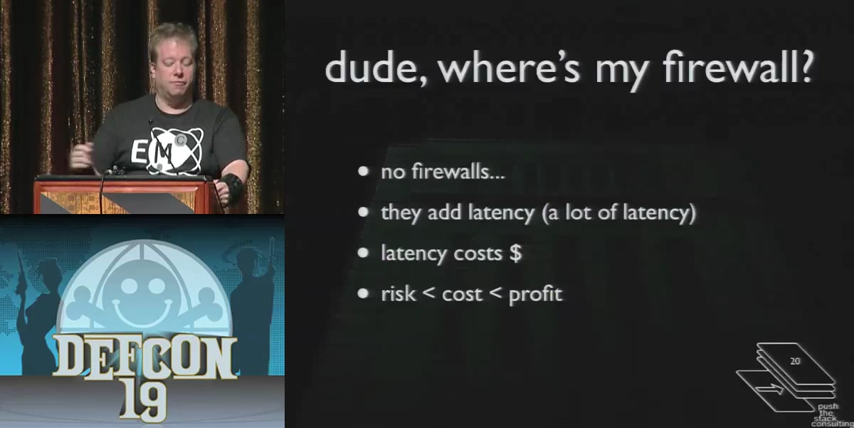 dude, where's my firewall?
• no firewalls...
• they add latency (a lot of latency)
• latency costs $
• risk < cost < profit
20
push
the
stack
consulting
EM
DEFCON
19